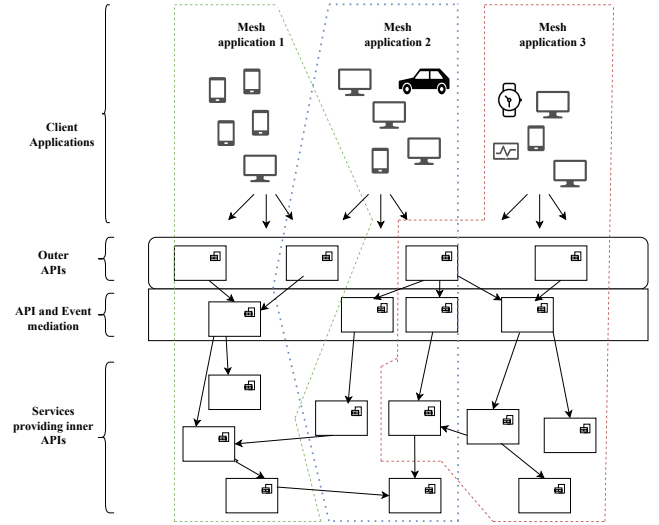 Mesh
application 1
Mesh
application 2
Mesh
application 3
Client
Applications
Outer
APIs
API and Event
mediation
Services
providing inner
APIs